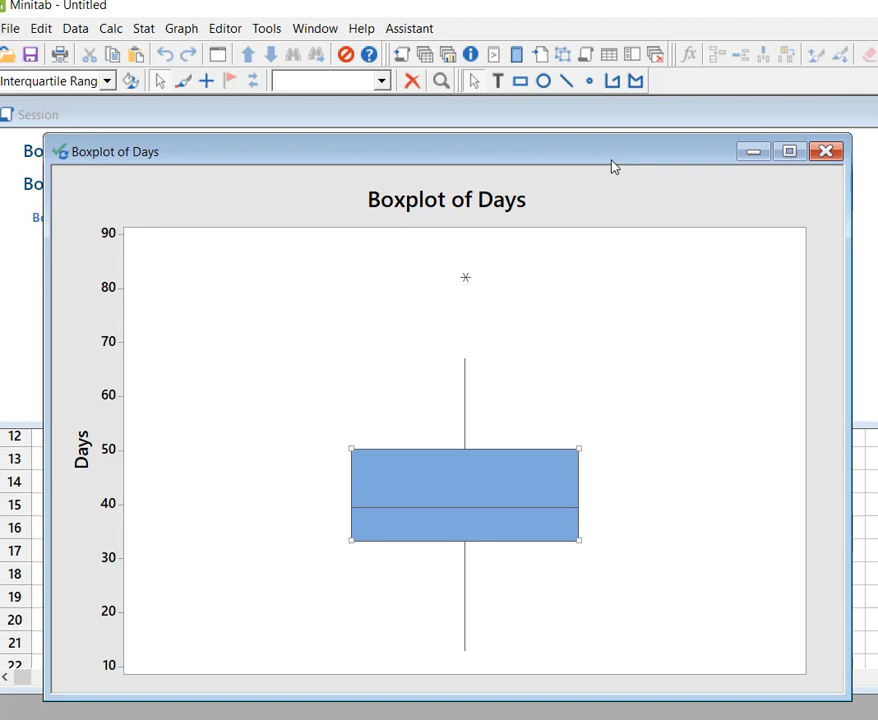 Minitab - Untitled
File Edit Data Calc Stat Graph Editor Tools Window Help Assistant
Interquartile Rang
Session
Bo
Boxplot of Days
Bo
Bo
Boxplot of Days
90
80
70
60
50
40
30
20
10
Days
12
13
14
15
16
17
18
19
20
21
22